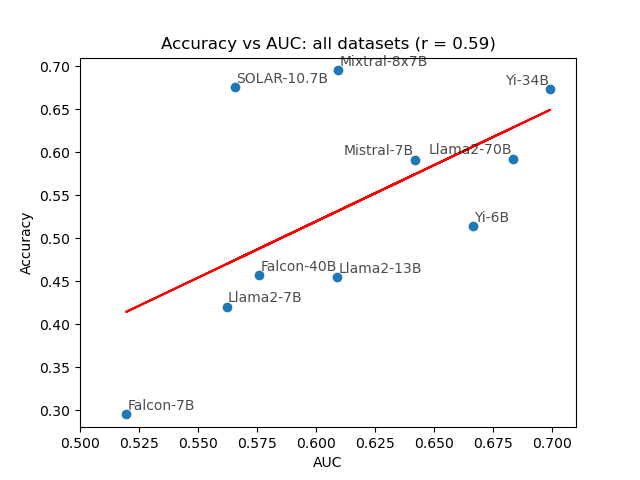 Accuracy vs AUC: all datasets (r = 0.59)
Mixtral-8x7B
SOLAR-10.7B
Yi-34B
Mistral-7B
Llama2-70B
Yi-6B
Falcon-40B
Llama2-13B
Llama2-7B
Falcon-7B
0.70
0.65
0.60
0.55
0.50
0.45
0.40
0.35
0.30
Accuracy
0.500
0.525
0.550
0.575
0.600
0.625
0.650
0.675
0.700
AUC